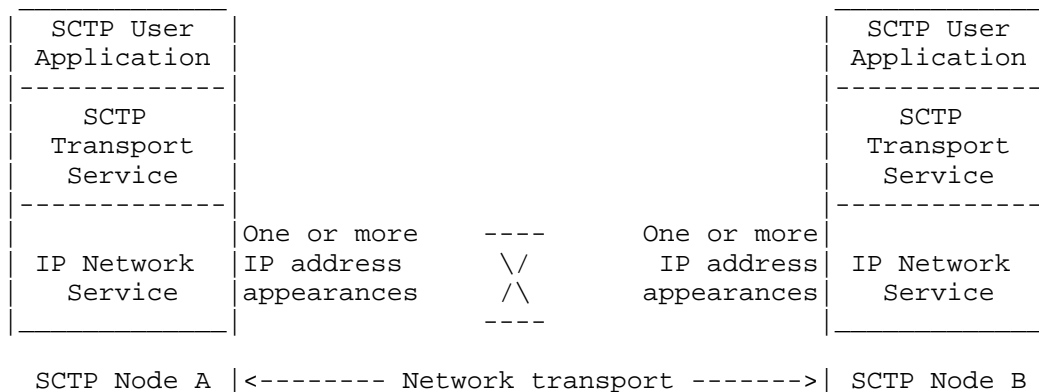 SCTP User SCTP User
Application Application
SCTP SCTP
Transport Transport
Service Service
One or more ---- One or more
IP Network IP address \/ IP address IP Network
Service appearances /\ appearances Service
----
SCTP Node A |<-------- Network transport ------->| SCTP Node B